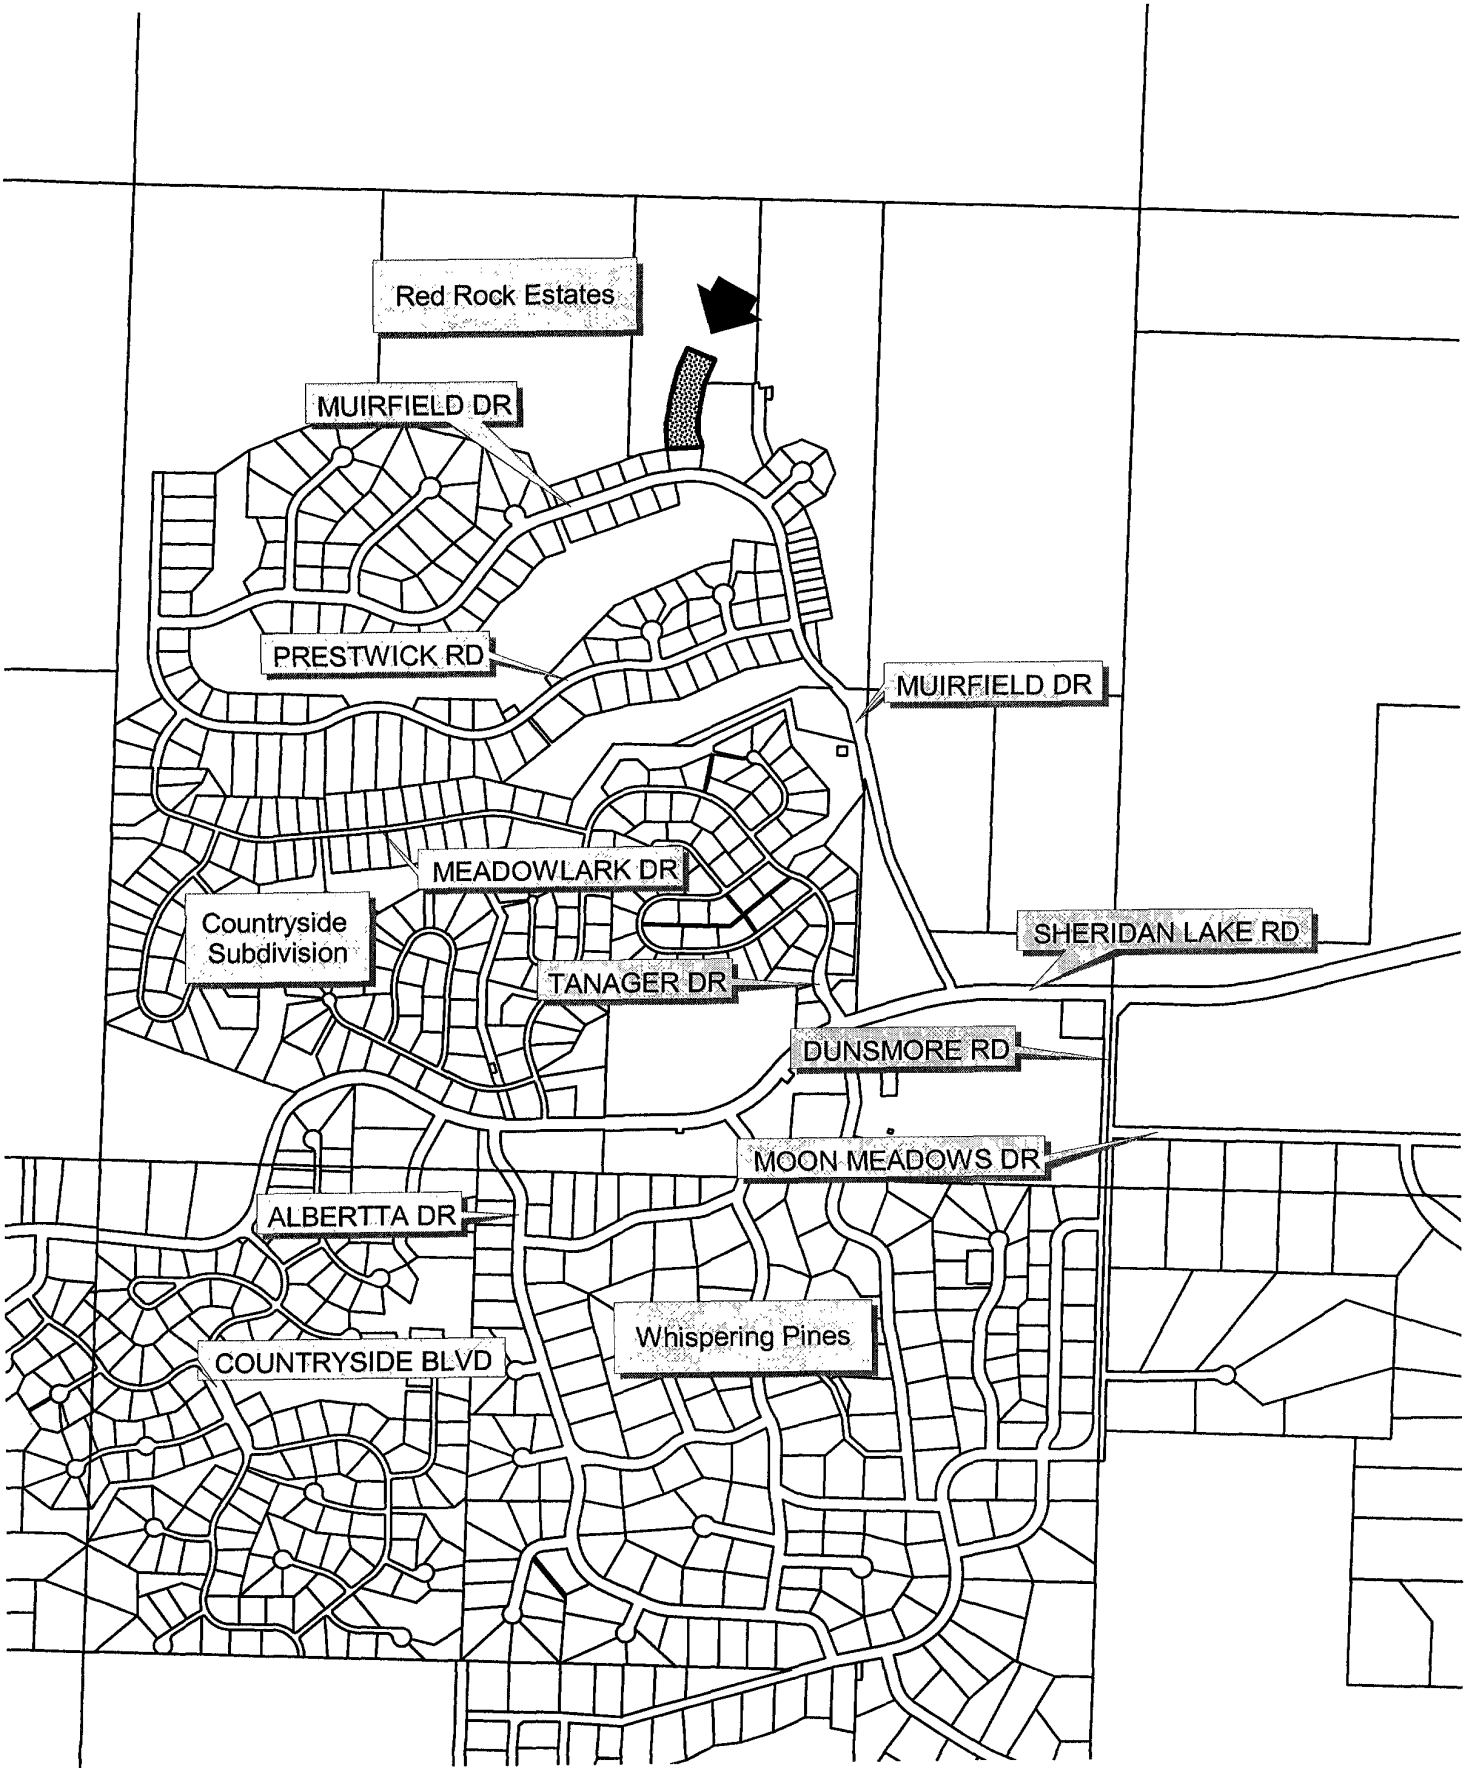 Red Rock Estates
MUIRFIELD DR
PRESTWICK RD
MUIRFIELD DR
MEADOWLARK DR
Countryside
Subdivision
SHERIDAN LAKE RD
TANAGER DR
DUNSMORE RD
MOON MEADOWS DR
ALBERTTA DR
Whispering Pines
COUNTRYSIDE BLVD